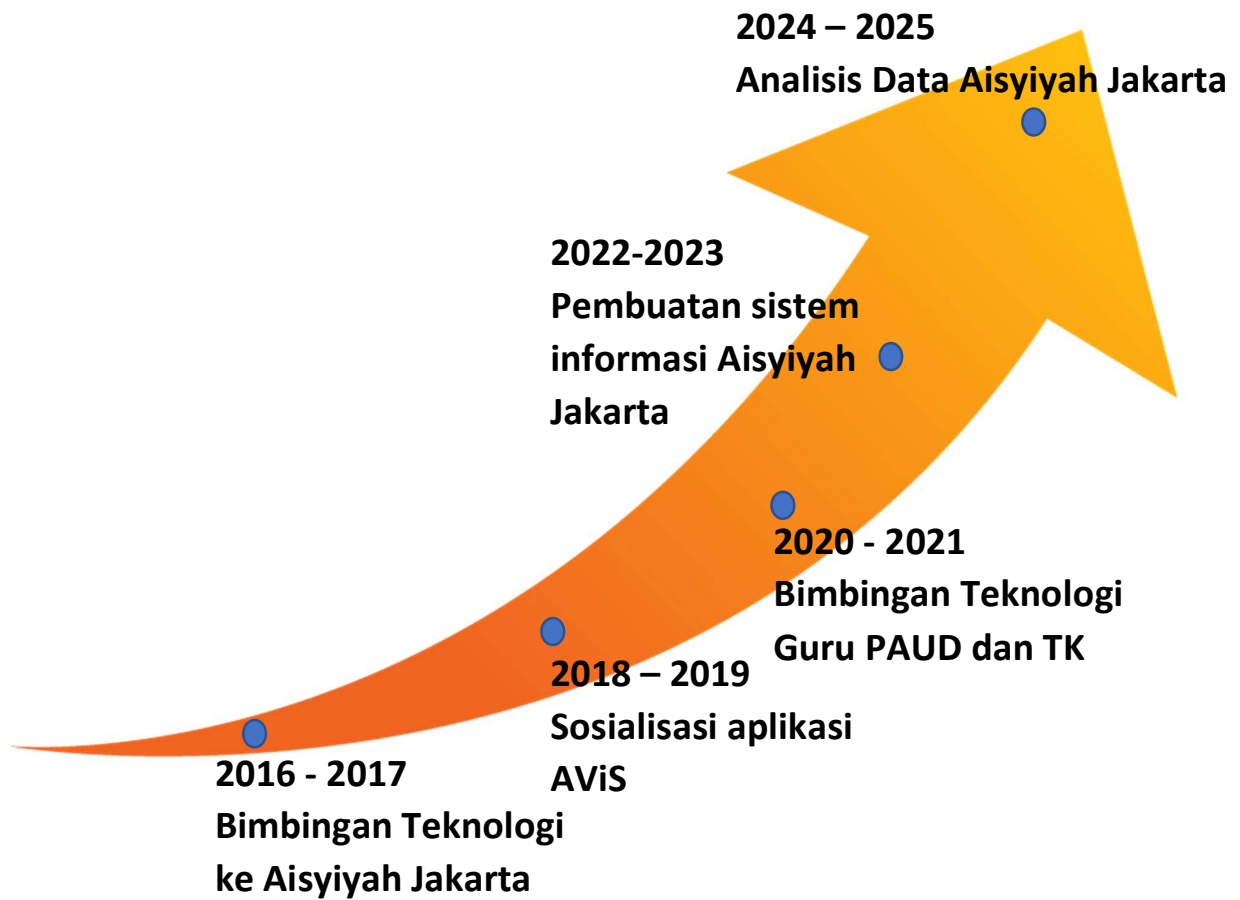 2024 – 2025
Analisis Data Aisyiyah Jakarta
2022-2023
Pembuatan sistem
informasi Aisyiyah
Jakarta
2020 - 2021
Bimbingan Teknologi
Guru PAUD dan TK
2018 – 2019
Sosialisasi aplikasi
AViS
2016 - 2017
Bimbingan Teknologi
ke Aisyiyah Jakarta